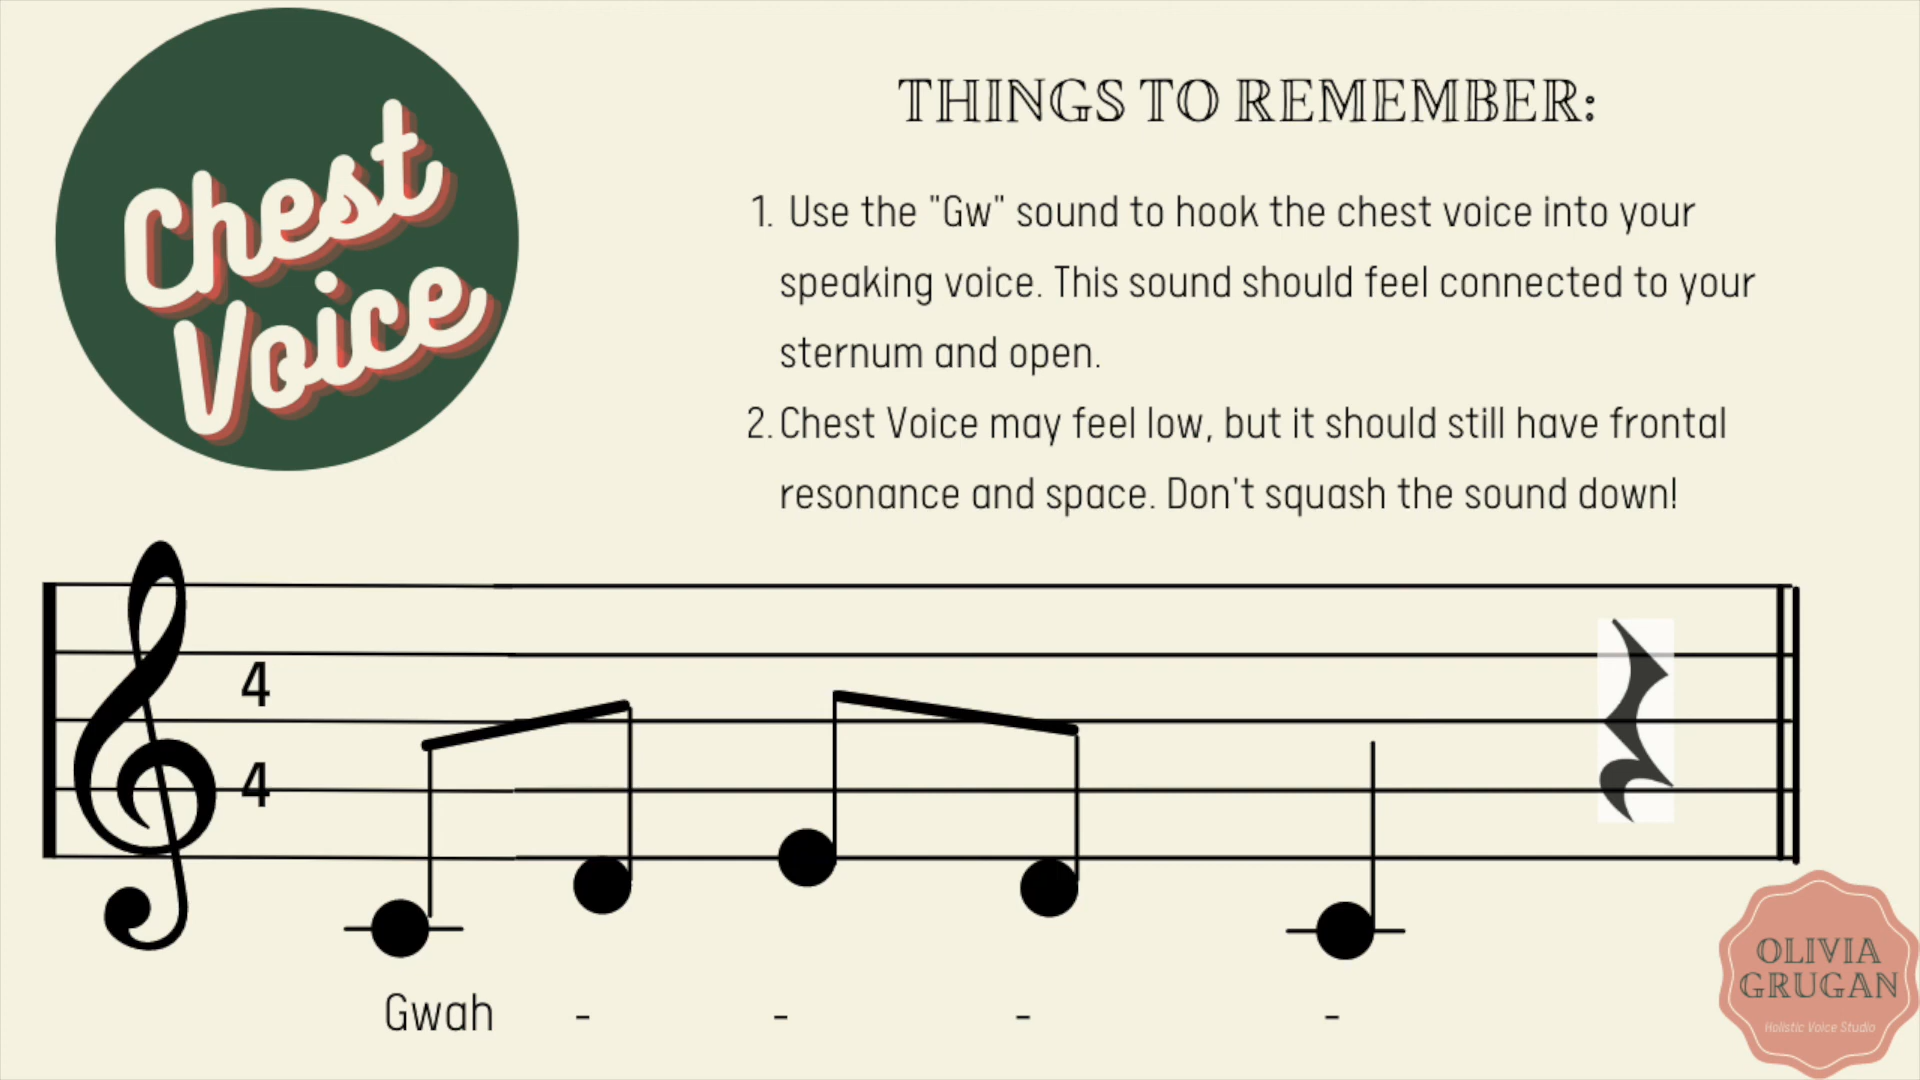 Chest
Voice
THINGS TO REMEMBER:
1. Use the "Gw" sound to hook the chest voice into your
speaking voice. This sound should feel connected to your
sternum and open.
2. Chest Voice may feel low, but it should still have frontal
resonance and space. Don't squash the sound down!
4
4
Gwah - - - -
OLIVIA
GRUGAN
Holistic Voice Studio